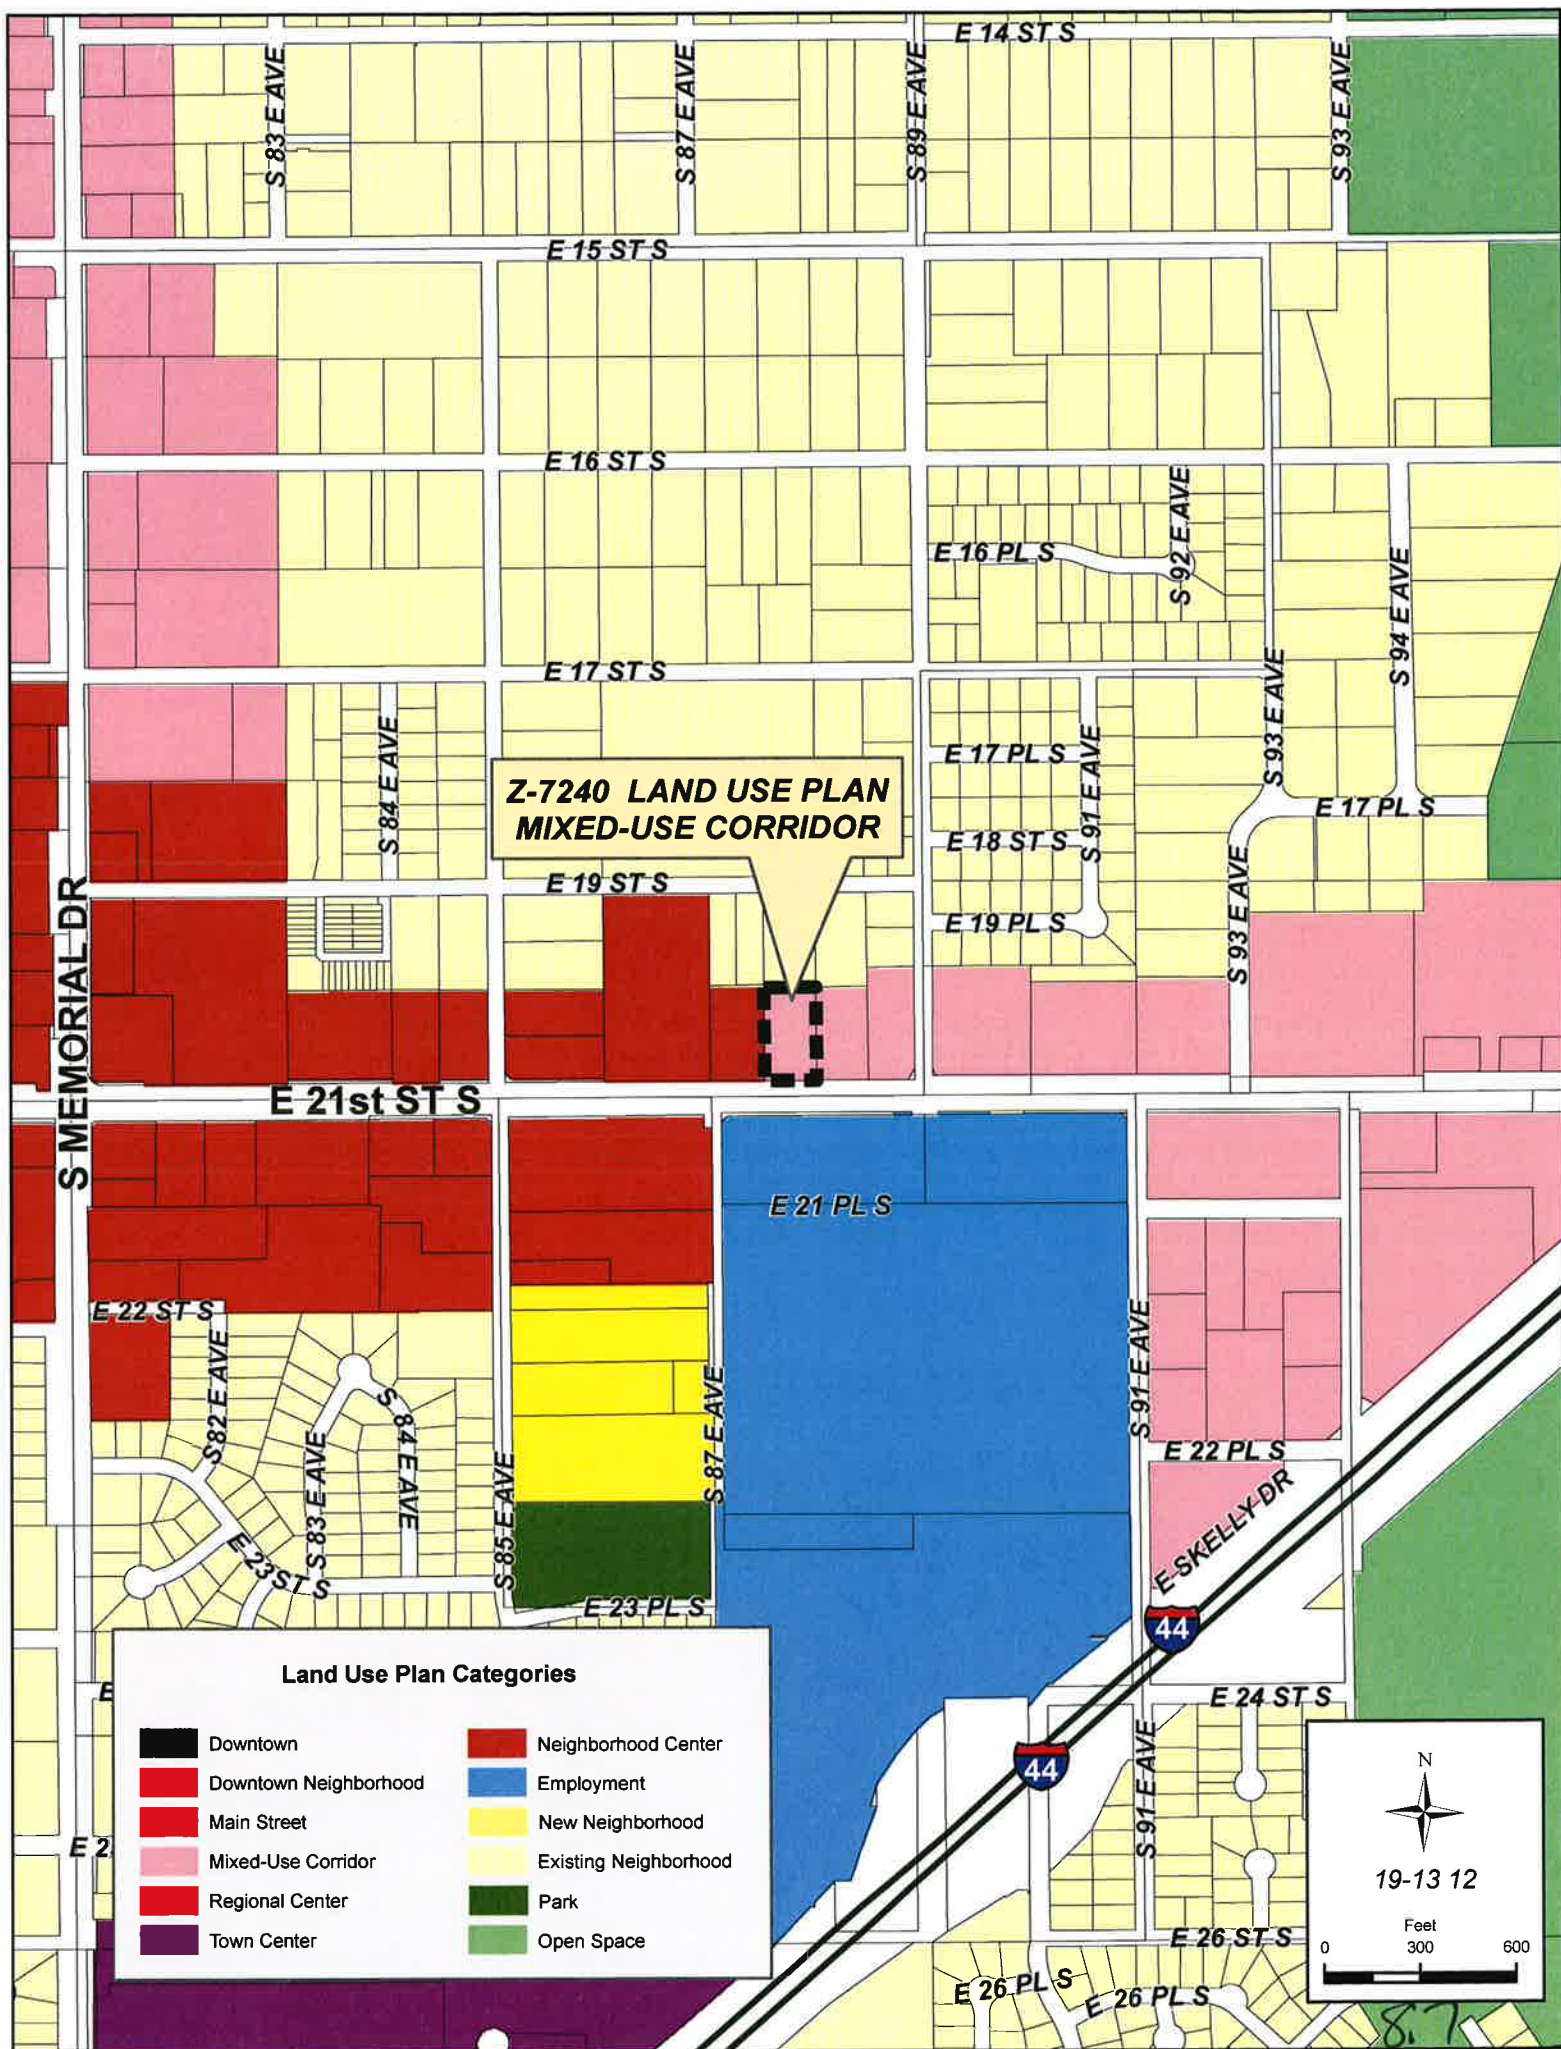 E 14 ST S
S 83 E AVE
S 87 E AVE
S 89 E AVE
S 93 E AVE
E 15 ST S
E 16 ST S
E 16 PL S
S 92 E AVE
S 94 E AVE
E 17 ST S
S 93 E AVE
S 84 E AVE
E 17 PL S
S 91 E AVE
E 17 PL S
Z-7240 LAND USE PLAN
MIXED-USE CORRIDOR
E 18 ST S
E 19 ST S
E 19 PL S
S 93 E AVE
S MEMORIAL DR
E 21st ST S
E 21 PL S
E 22 ST S
S 82 E AVE
S 84 E AVE
S 83 E AVE
S 85 E AVE
S 87 E AVE
S 91 E AVE
E 22 PL S
E SKELLY DR
E 23 ST S
E 23 PL S
44
44
E 24 ST S
S 91 E AVE
E
E 2
Land Use Plan Categories
Downtown
Downtown Neighborhood
Main Street
Mixed-Use Corridor
Regional Center
Town Center
Neighborhood Center
Employment
New Neighborhood
Existing Neighborhood
Park
Open Space
N
19-13 12
Feet
0 300 600
E 26 ST S
E 26 PL S
E 26 PL S
8.7